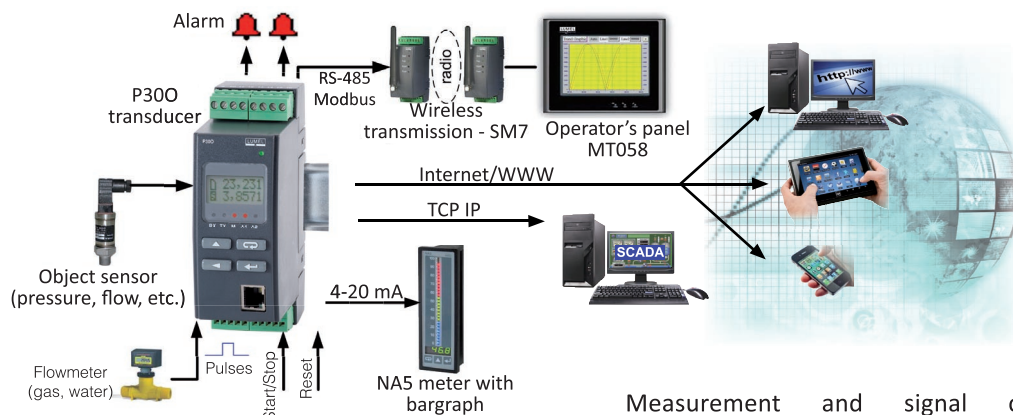 Alarm
P30O
transducer
RS-485
Modbus
radio
Wireless
transmission - SM7
Operator's panel
MT058
http://www
P30O
LUMEL
23,231
3,8571
Internet/WWW
TCP IP
SCADA
Object sensor
(pressure, flow, etc.)
4-20 mA
468
Flowmeter
(gas, water)
Pulses
Start/Stop
Reset
NA5 meter with
bargraph
Measurement and signal c